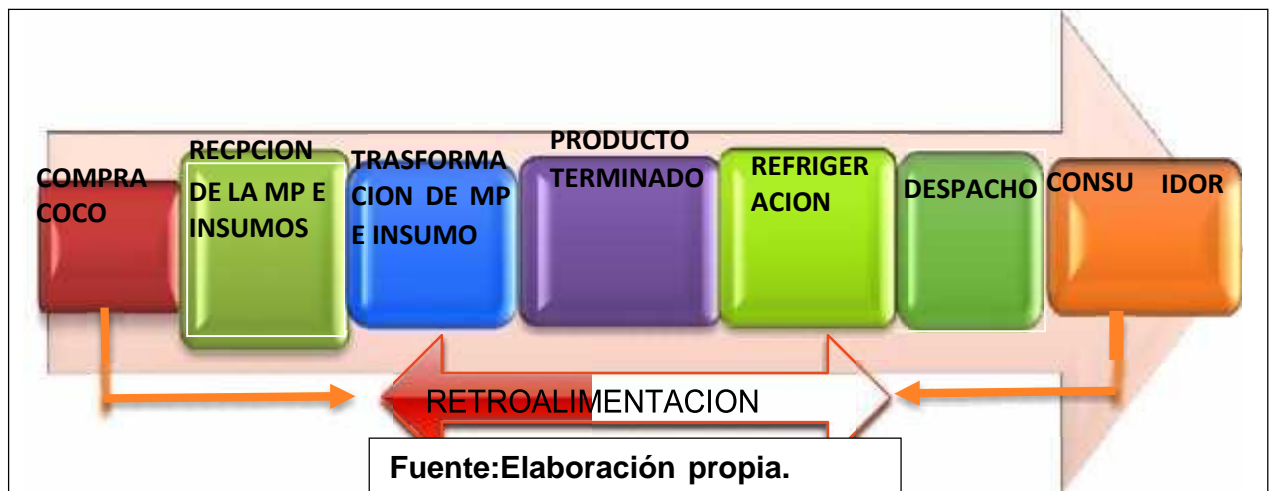 COMPRA
COCO
RECPCION
DE LA MP E
INSUMOS
TRASFORMA
CION DE MP
E INSUMO
PRODUCTO
TERMINADO
REFRIGER
ACION
DESPACHO
CONSU IDOR
RETROALIMENTACION
Fuente:Elaboración propia.